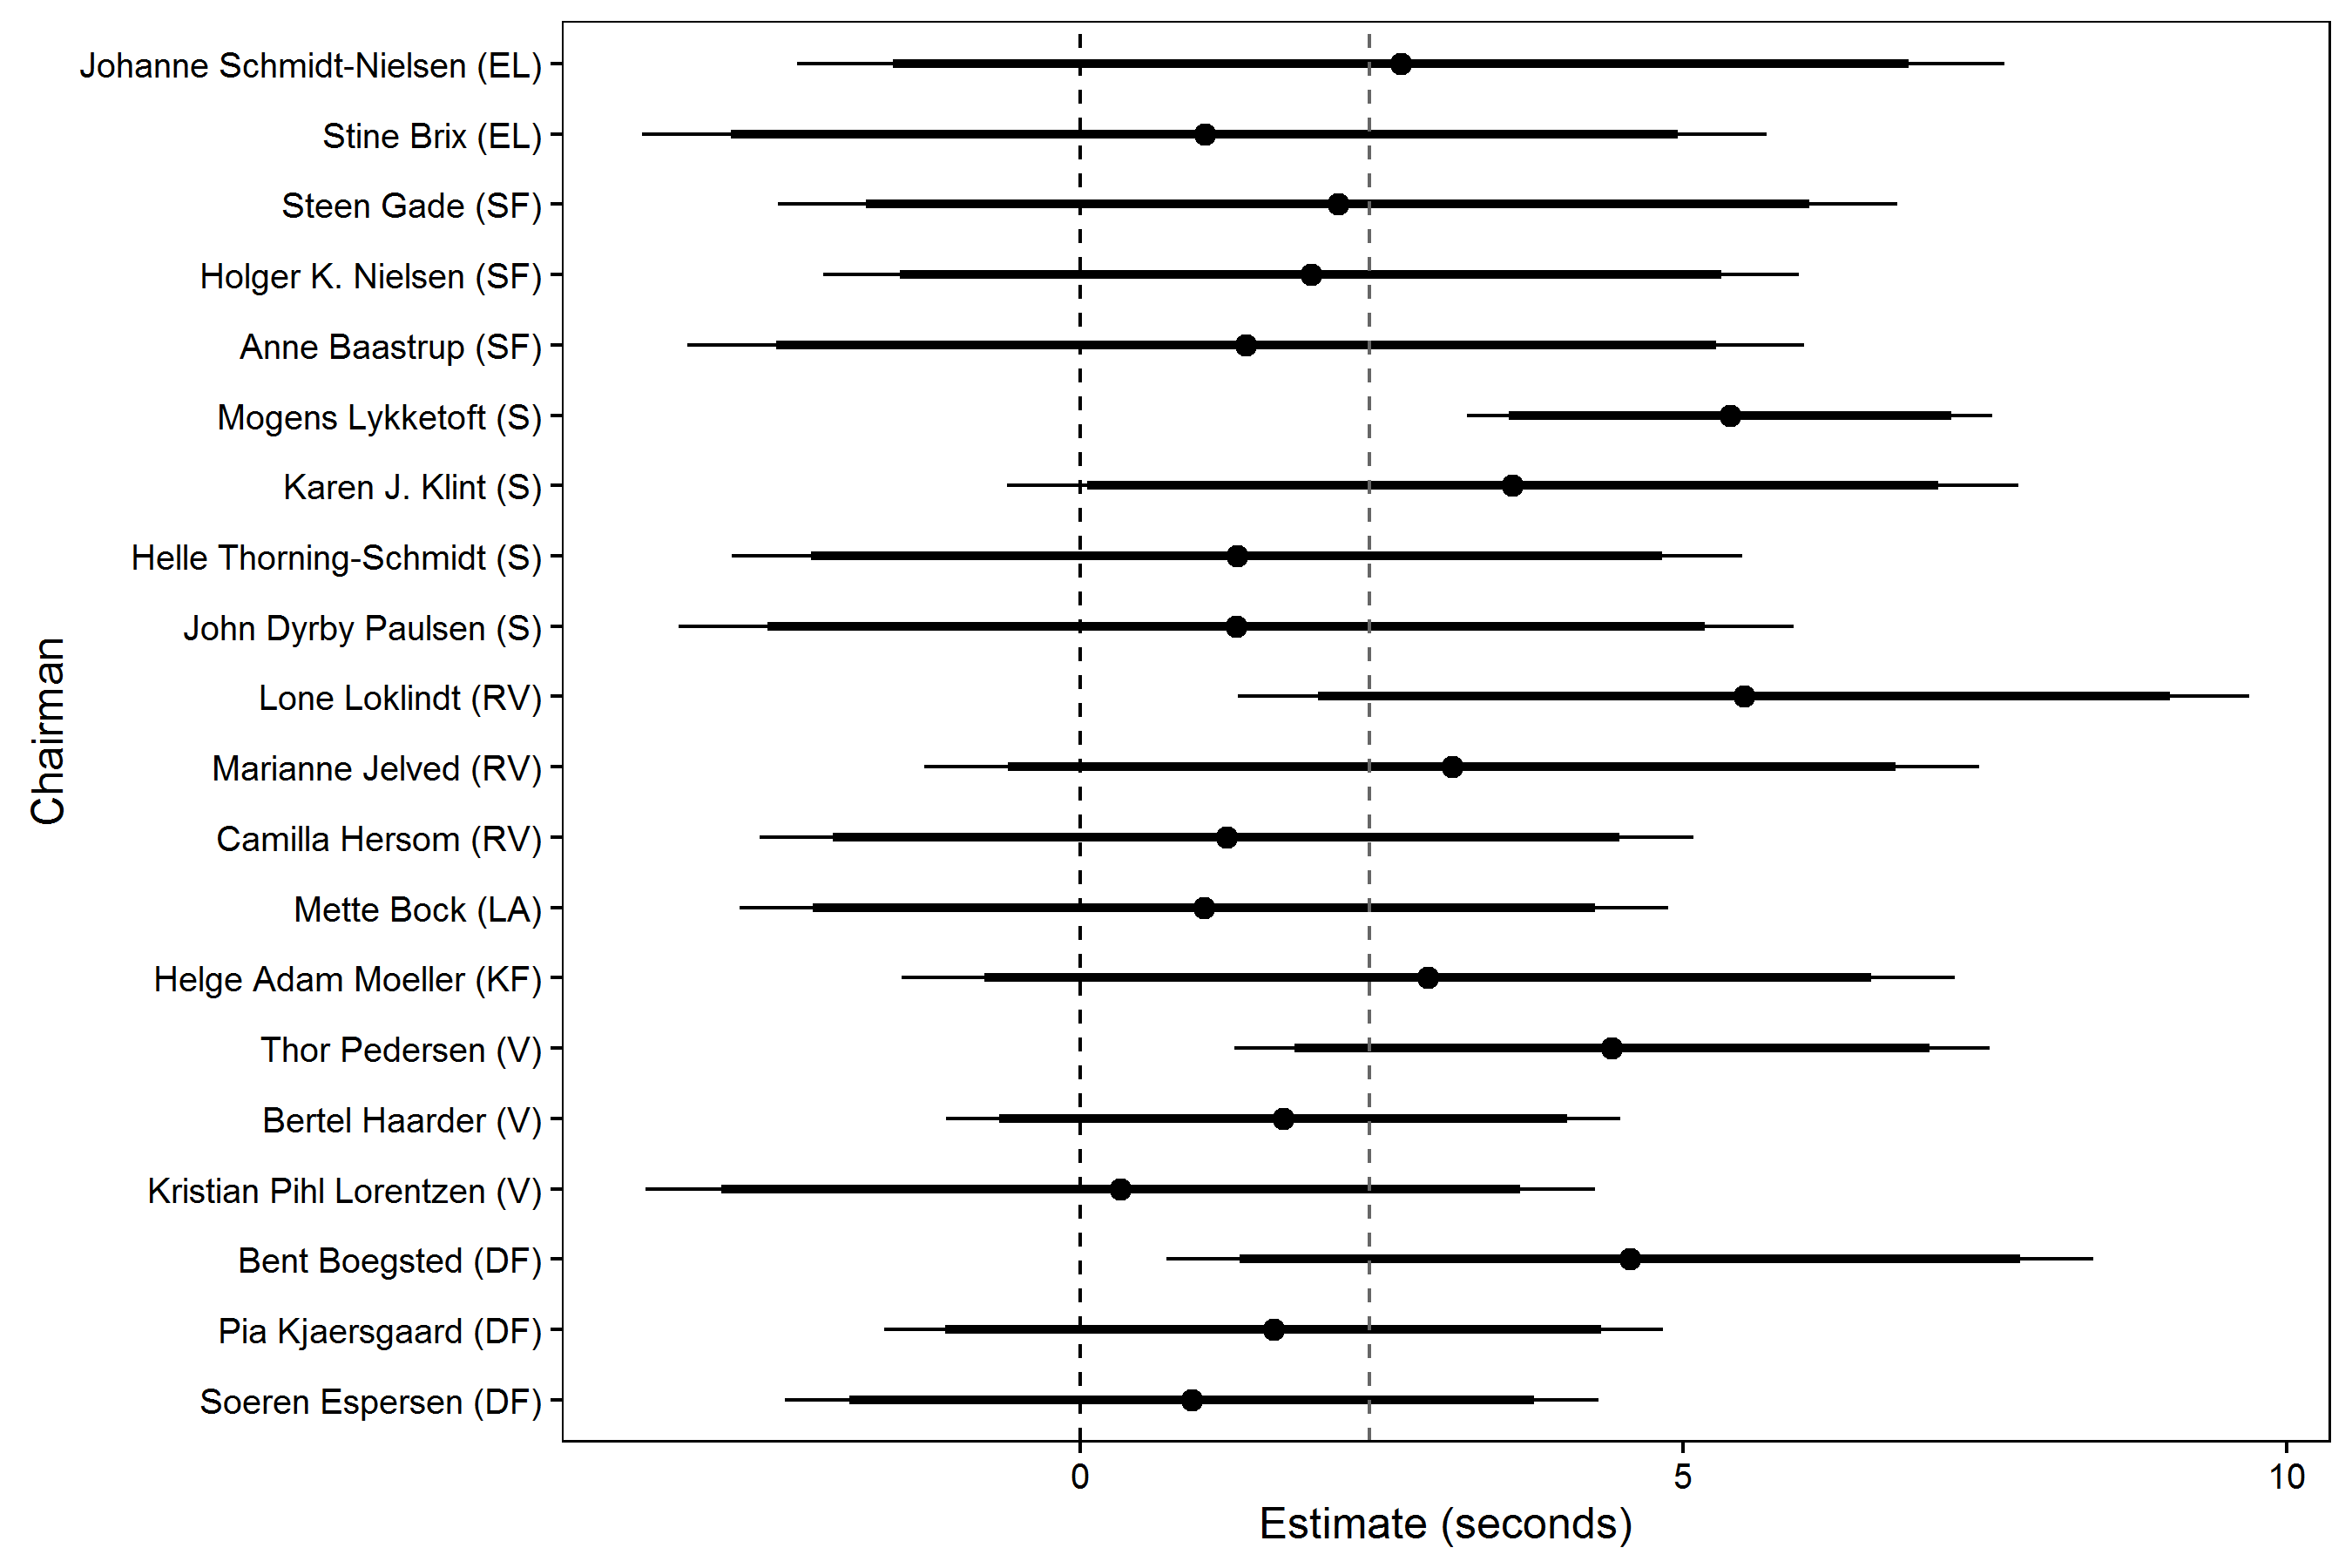 Johanne Schmidt-Nielsen (EL)
Stine Brix (EL)
Steen Gade (SF)
Holger K. Nielsen (SF)
Anne Baastrup (SF)
Mogens Lykketoft (S)
Karen J. Klint (S)
Helle Thorning-Schmidt (S)
John Dyrby Paulsen (S)
Lone Loklindt (RV)
Marianne Jelved (RV)
Camilla Hersom (RV)
Mette Bock (LA)
Helge Adam Moeller (KF)
Thor Pedersen (V)
Bertel Haarder (V)
Kristian Pihl Lorentzen (V)
Bent Boegsted (DF)
Pia Kjaersgaard (DF)
Soeren Espersen (DF)
Chairman
0 5 10
Estimate (seconds)